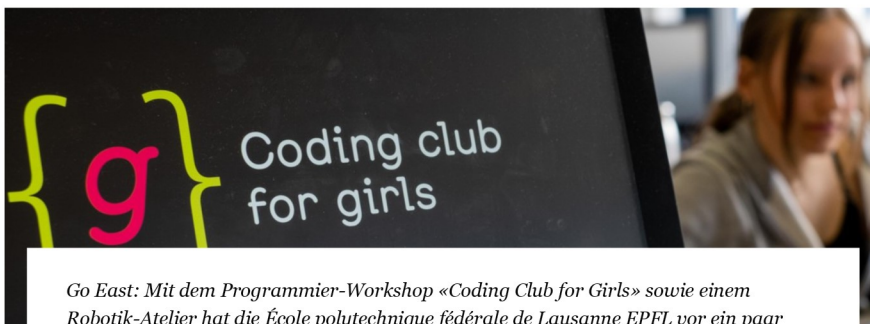 {g}
Coding club
for girls
Go East: Mit dem Programmier-Workshop «Coding Club for Girls» sowie einem
Robotik-Atelier hat die École polytechnique fédérale de Lausanne EPFL vor ein paar